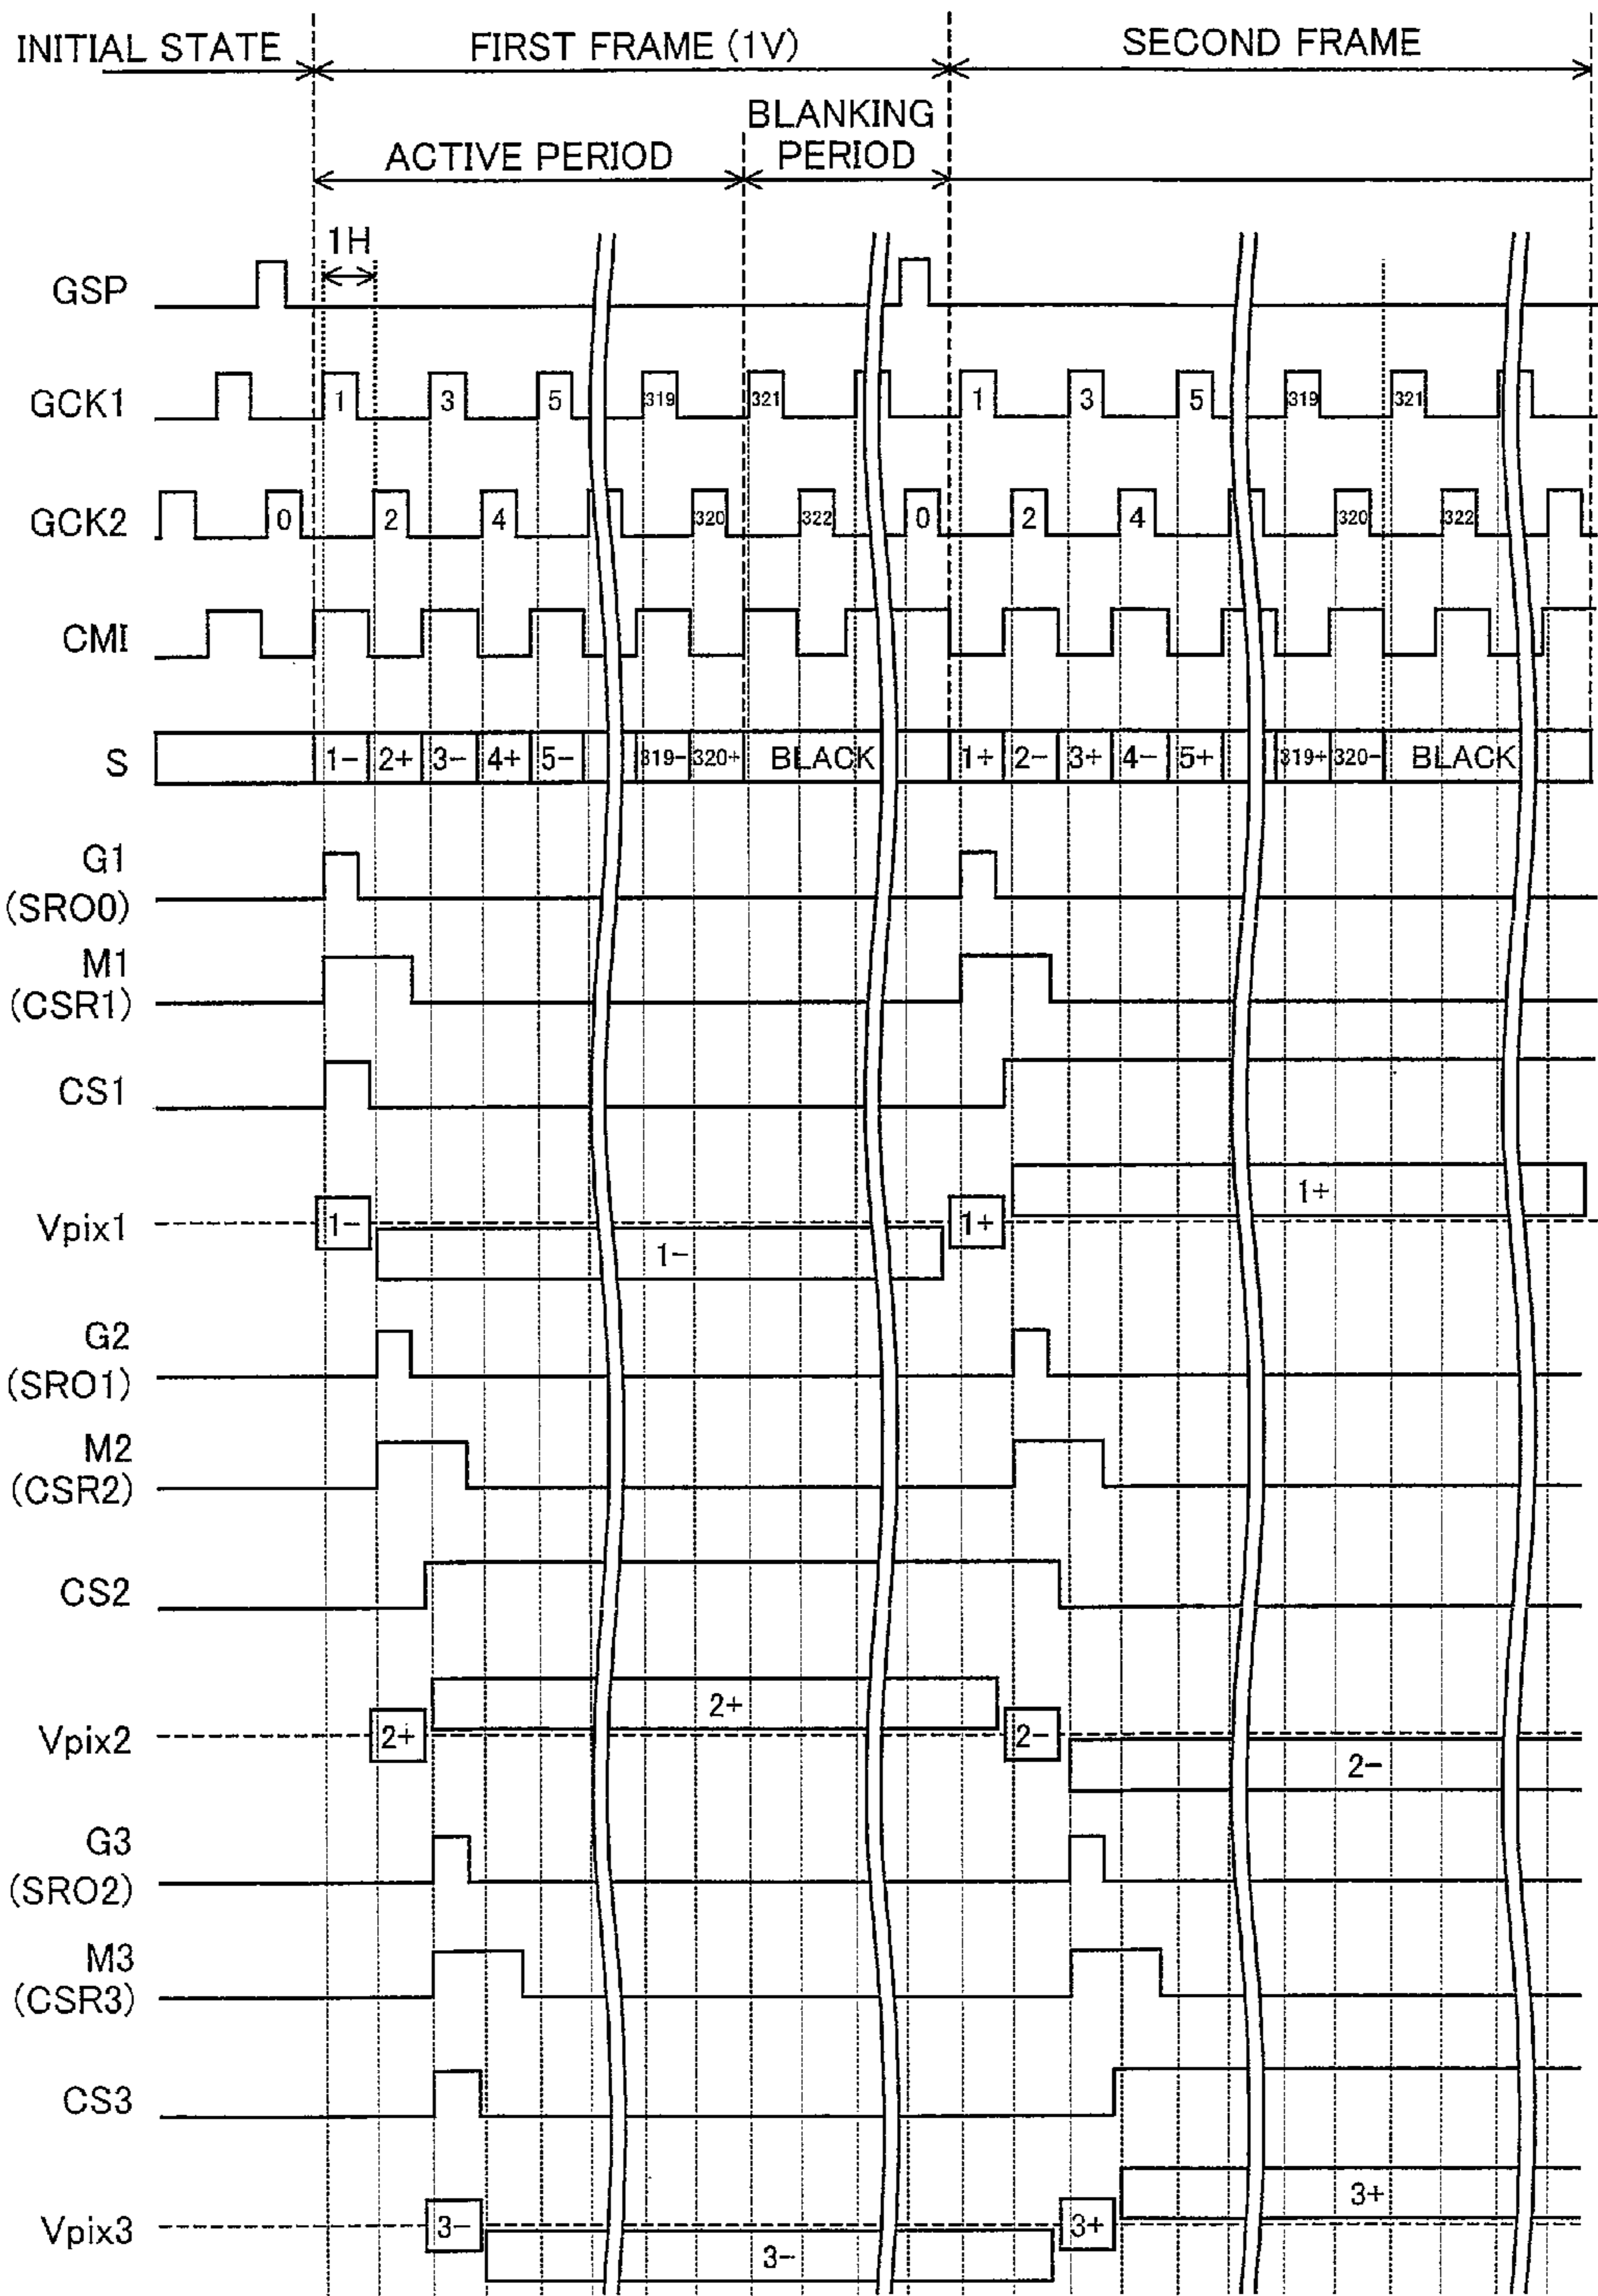 INITIAL STATE
FIRST FRAME (1V)
SECOND FRAME
ACTIVE PERIOD
BLANKING
PERIOD
1H
GSP
GCK1
1 3 5 319 321 1 3 5 319 321
GCK2
0 2 4 320 322 0 2 4 320 322
CMI
S
1- 2+ 3- 4+ 5- 319- 320+ BLACK 1+ 2- 3+ 4- 5+ 319+ 320- BLACK
G1
(SRO0)
M1
(CSR1)
CS1
Vpix1
1- 1- 1+ 1+
G2
(SRO1)
M2
(CSR2)
CS2
Vpix2
2+ 2+ 2- 2-
G3
(SRO2)
M3
(CSR3)
CS3
Vpix3
3- 3- 3+ 3+